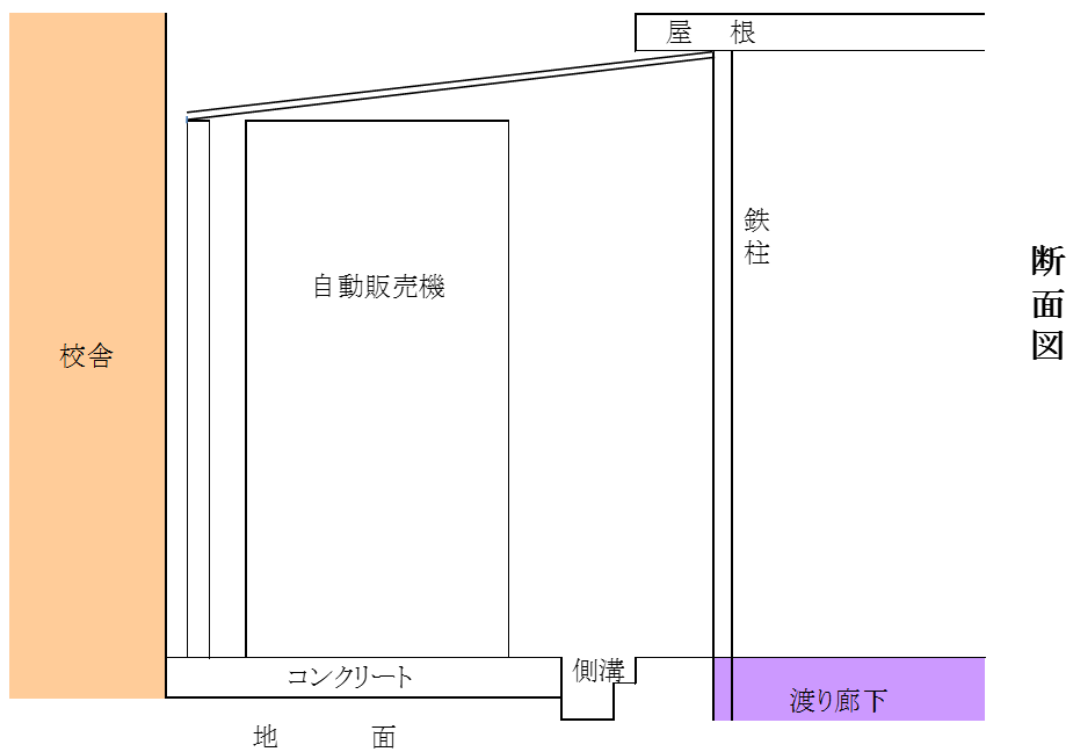 屋根
鉄柱
断面図
自動販売機
校舎
側溝
コンクリート
渡り廊下
地面